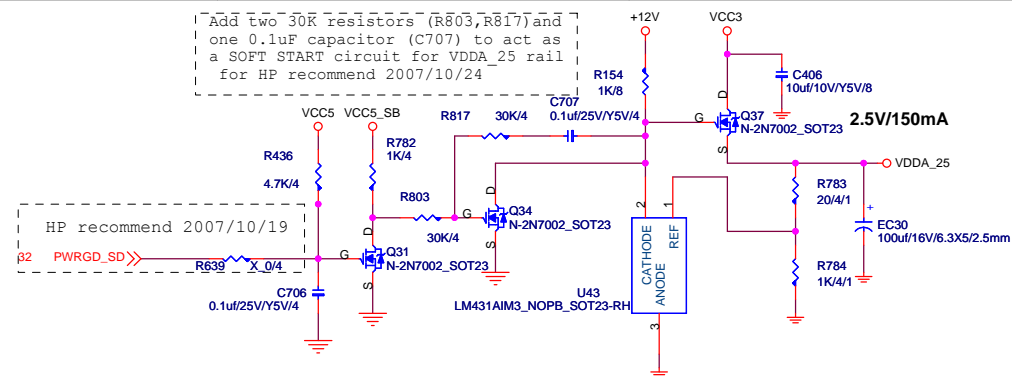 Add two 30K resistors (R803,R817)and
one 0.1uF capacitor (C707) to act as
a SOFT START circuit for VDDA_25 rail
for HP recommend 2007/10/24
+12V
VCC3
R154
1K/8
C406
10uf/10V/Y5V/8
D
G
S
Q37
N-2N7002_SOT23
2.5V/150mA
VCC5
VCC5_SB
R817
30K/4
C707
0.1uf/25V/Y5V/4
R436
4.7K/4
R782
1K/4
R803
30K/4
D
G
S
Q34
N-2N7002_SOT23
VDDA_25
R783
20/4/1
+
EC30
100uf/16V/6.3X5/2.5mm
HP recommend 2007/10/19
32
PWRGD_SD
R639
X_0/4
D
G
S
Q31
N-2N7002_SOT23
C706
0.1uf/25V/Y5V/4
2
1
CATHODE
REF
ANODE
3
U43
LM431AIM3_NOPB_SOT23-RH
R784
1K/4/1